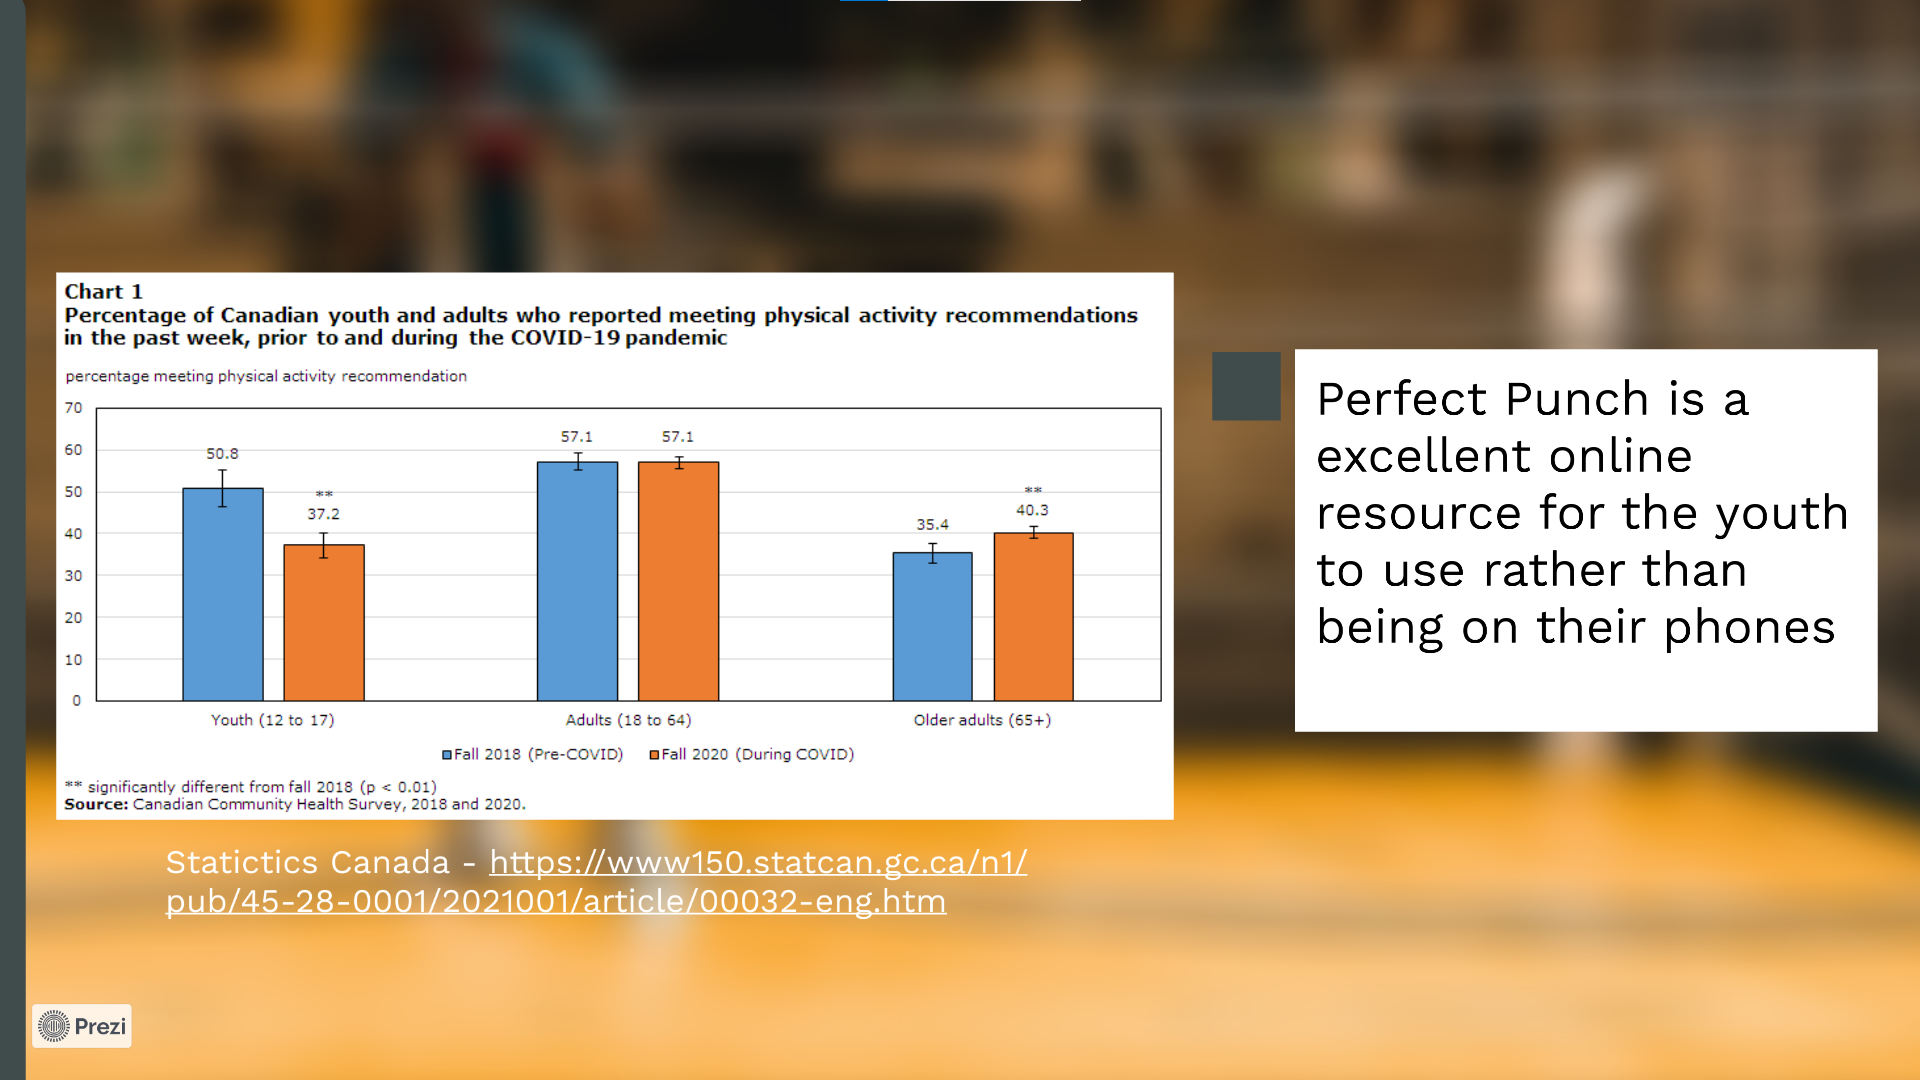 Chart 1
Percentage of Canadian youth and adults who reported meeting physical activity recommendations
in the past week, prior to and during the COVID-19 pandemic
percentage meeting physical activity recommendation
70
60
50
40
30
20
10
0
50.8
**
37.2
57.1
57.1
35.4
**
40.3
Youth (12 to 17)
Adults (18 to 64)
Older adults (65+)
Fall 2018 (Pre-COVID)
Fall 2020 (During COVID)
** significantly different from fall 2018 (p < 0.01)
Source: Canadian Community Health Survey, 2018 and 2020.
Statictics Canada - https://www150.statcan.gc.ca/n1/
pub/45-28-0001/2021001/article/00032-eng.htm
Perfect Punch is a
excellent online
resource for the youth
to use rather than
being on their phones
Prezi